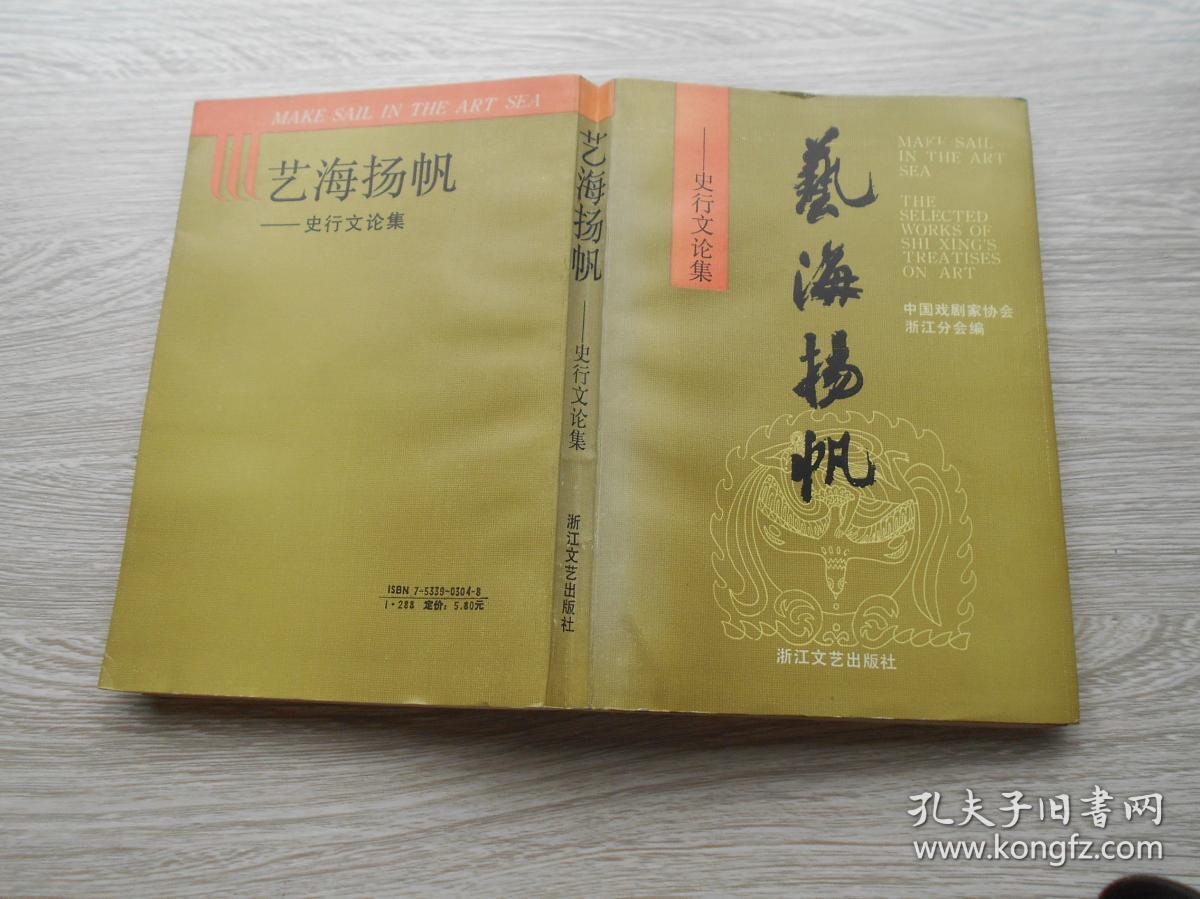 MAKE SAIL IN THE ART SEA
艺海扬帆
——史行文论集
ISBN 7-5339-0304-8
I·288 定价:5.80元
艺海扬帆——史行文论集
浙江文艺出版社
——史行文论集
藝海揚帆
MAKE SAIL
IN THE ART
SEA
THE
SELECTED
WORKS OF
SHI XING'S
TREATISES
ON ART
中国戏剧家协会
浙江分会编
浙江文艺出版社
孔夫子旧书网
www.kongfz.com